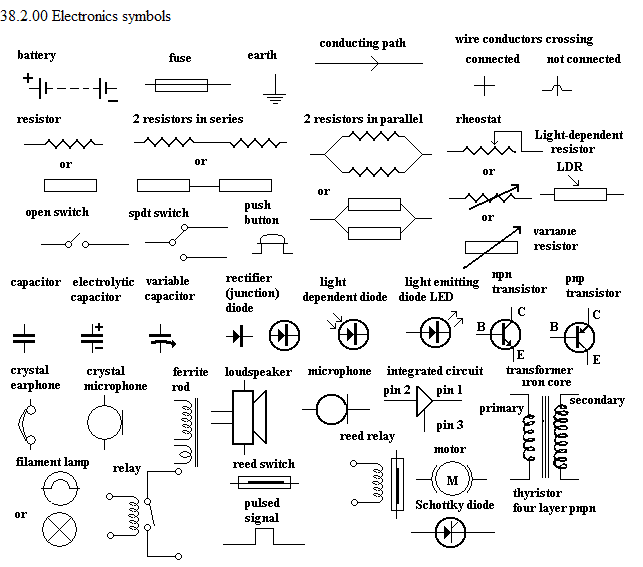 38.2.00 Electronics symbols
battery
fuse
earth
conducting path
wire conductors crossing
connected not connected
+
resistor
2 resistors in series
2 resistors in parallel
rheostat
Light-dependent
resistor
LDR
or
or
or
or
or
open switch
spdt switch
push
button
variable
resistor
capacitor
electrolytic
capacitor
variable
capacitor
rectifier
(junction)
diode
light
dependent diode
light emitting
diode LED
npn
transistor
pnp
transistor
+
B
C
E
B
C
E
crystal
earphone
crystal
microphone
ferrite
rod
loudspeaker
microphone
integrated circuit
pin 2
pin 1
pin 3
transformer
iron core
primary
secondary
filament lamp
or
relay
reed switch
reed relay
motor
M
pulsed
signal
Schottky diode
thyristor
four layer pnpn